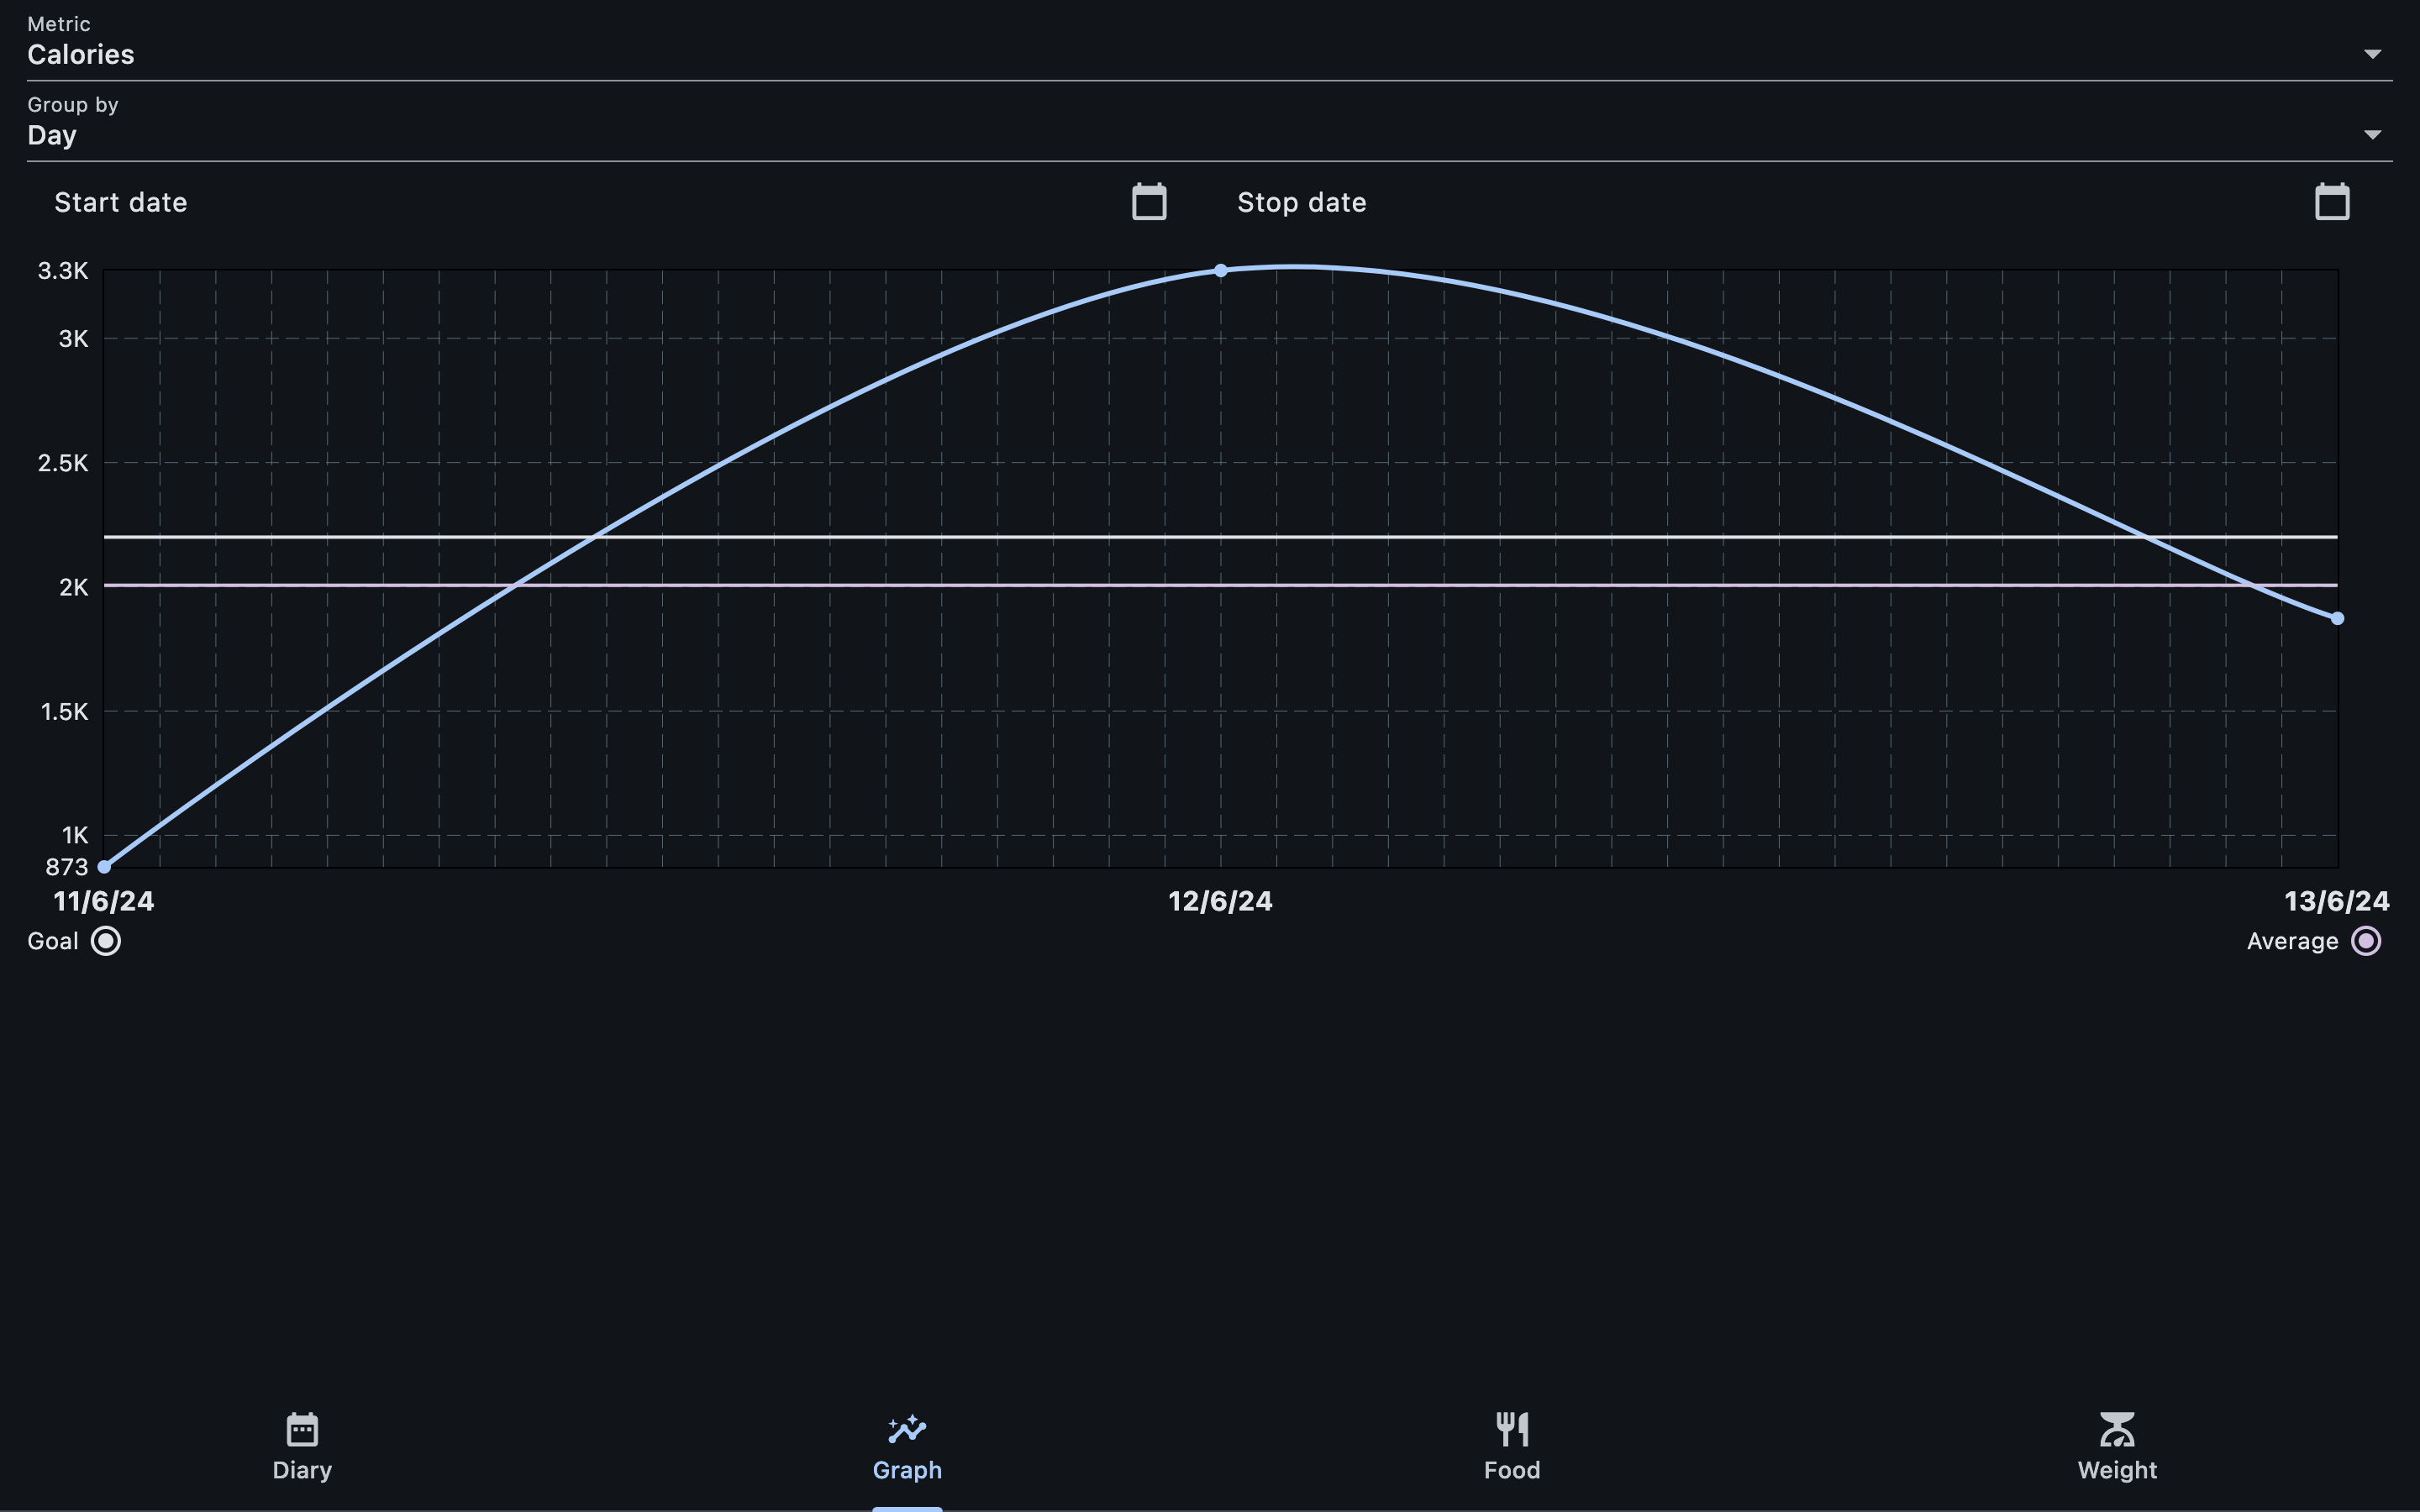 Metric
Calories
Group by
Day
Start date
Stop date
3.3K
3K
2.5K
2K
1.5K
1K
873
11/6/24
12/6/24
13/6/24
Goal
Average
Diary
Graph
Food
Weight